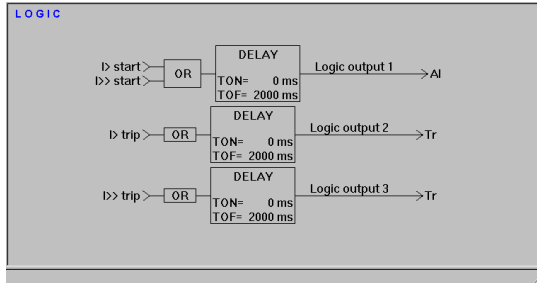 LOGIC
DELAY
I> start
I>> start
OR
TON= 0 ms
TOF= 2000 ms
Logic output 1
Al
DELAY
I> trip
OR
TON= 0 ms
TOF= 2000 ms
Logic output 2
Tr
DELAY
I>> trip
OR
TON= 0 ms
TOF= 2000 ms
Logic output 3
Tr